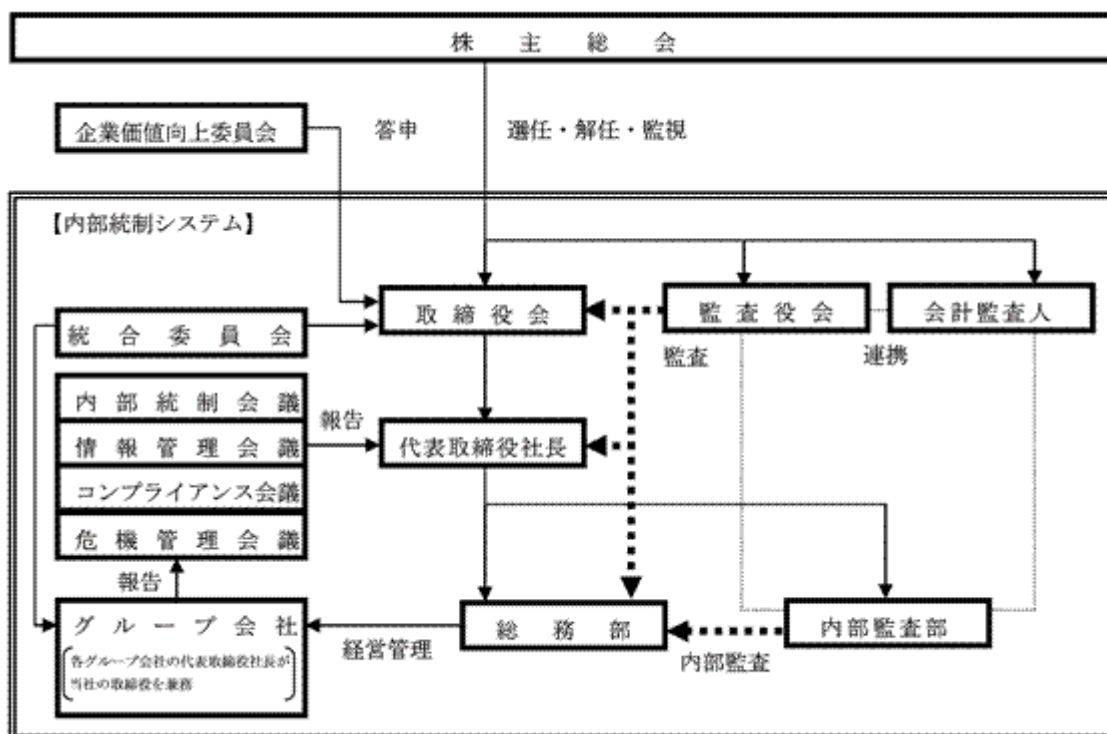 株主総会
企業価値向上委員会
答申
選任・解任・監視
【内部統制システム】
取締役会
監査役会
会計監査人
統合委員会
監査
連携
内部統制会議
報告
情報管理会議
代表取締役社長
コンプライアンス会議
危機管理会議
報告
グループ会社
総務部
内部監査部
経営管理
内部監査
各グループ会社の代表取締役社長が
当社の取締役を兼務